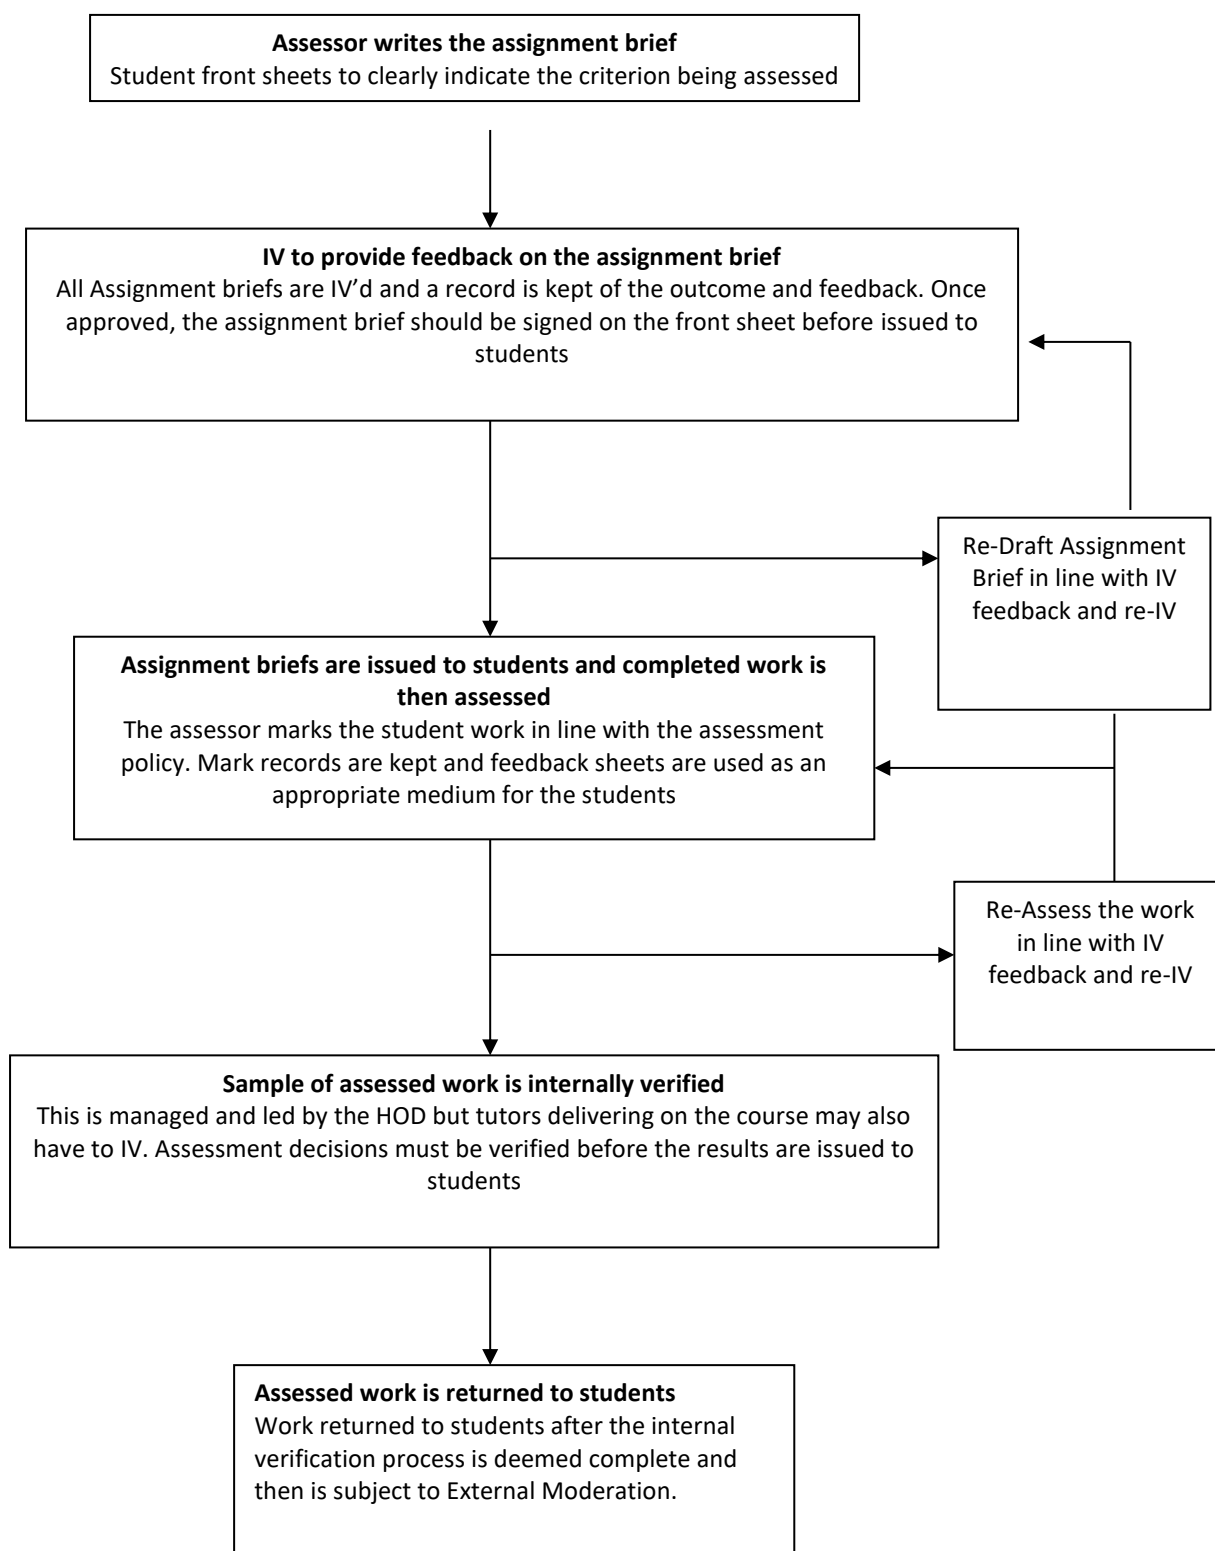 Assessor writes the assignment brief
Student front sheets to clearly indicate the criterion being assessed
IV to provide feedback on the assignment brief
All Assignment briefs are IV’d and a record is kept of the outcome and feedback. Once
approved, the assignment brief should be signed on the front sheet before issued to
students
Re-Draft Assignment
Brief in line with IV
feedback and re-IV
Assignment briefs are issued to students and completed work is
then assessed
The assessor marks the student work in line with the assessment
policy. Mark records are kept and feedback sheets are used as an
appropriate medium for the students
Re-Assess the work
in line with IV
feedback and re-IV
Sample of assessed work is internally verified
This is managed and led by the HOD but tutors delivering on the course may also
have to IV. Assessment decisions must be verified before the results are issued to
students
Assessed work is returned to students
Work returned to students after the internal
verification process is deemed complete and
then is subject to External Moderation.